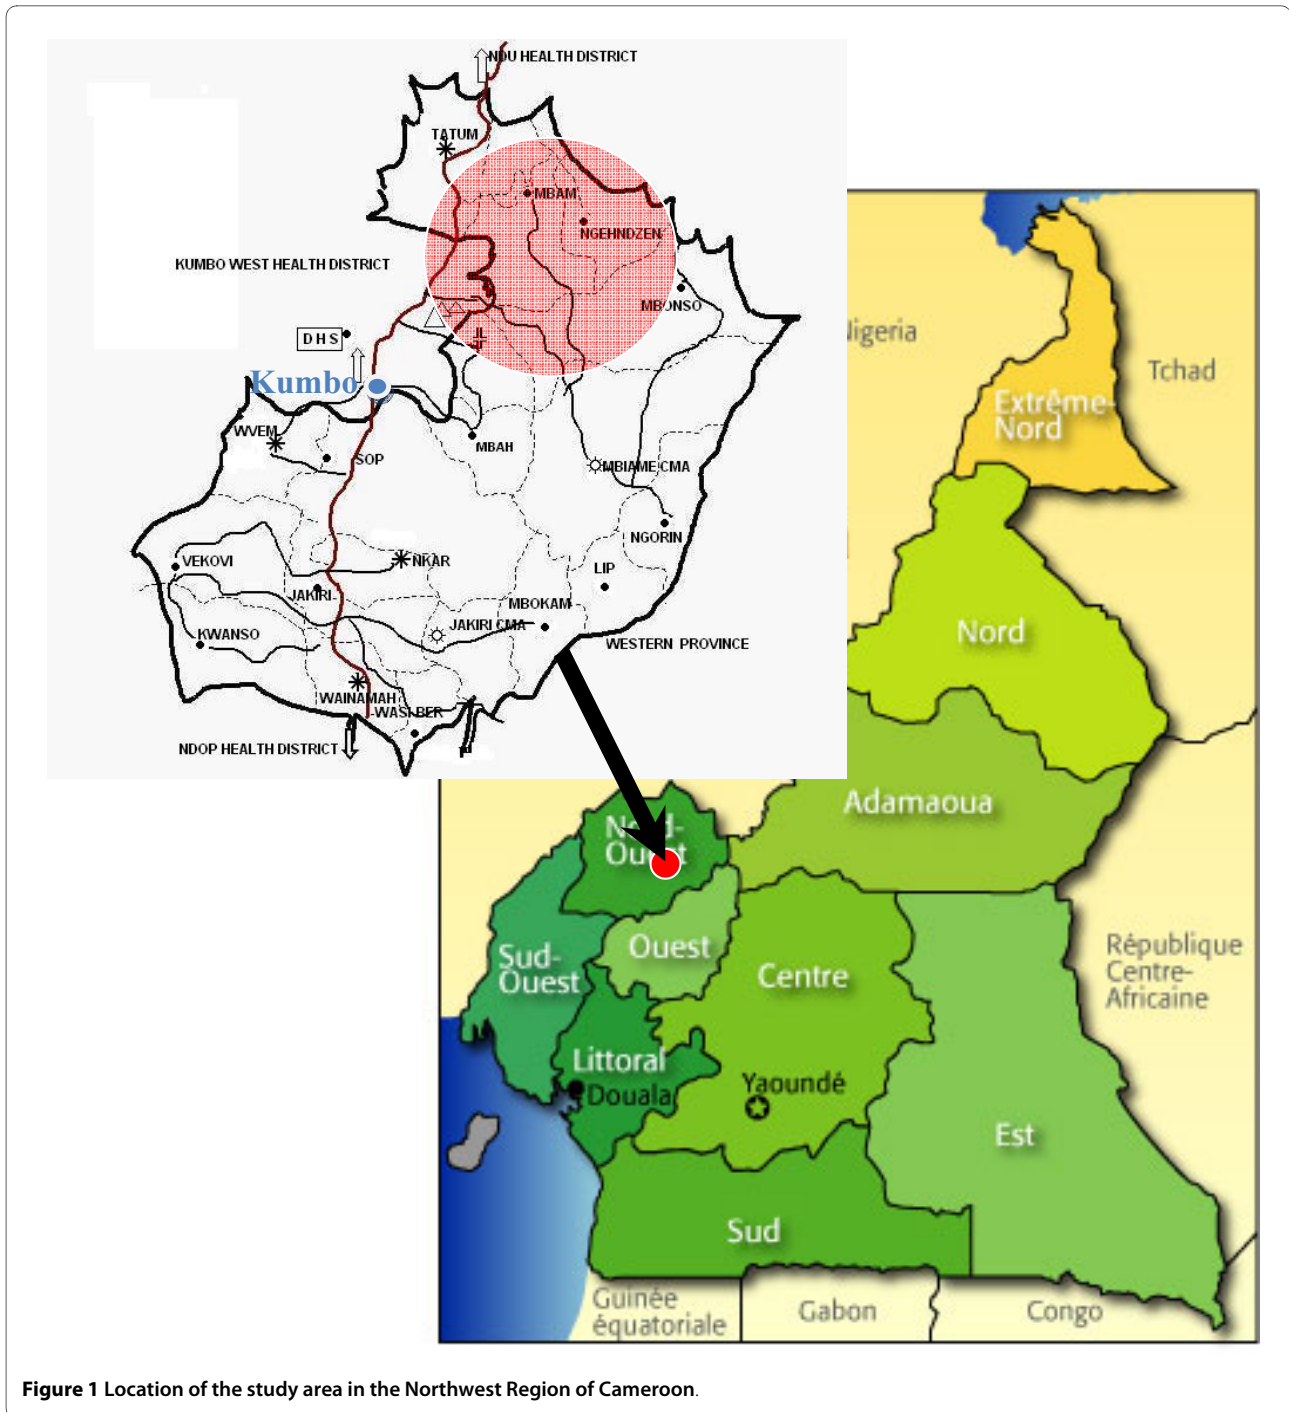 NDU HEALTH DISTRICT
TATUM
MBAM
NGEHNDZEN
KUMBO WEST HEALTH DISTRICT
MBONSO
DHS
Kumbo
WVEM
SOP
MBAH
MBIAME CMA
NGORIN
VEKOVI
NKAR
LIP
JAKIRI
MBOKAM
JAKIRI CMA
KWANSO
WESTERN PROVINCE
WAINAMAH
WASI BER
NDOP HEALTH DISTRICT
Nigeria
Tchad
Extrême-
Nord
Nord
Adamaoua
Nord-
Ouest
Ouest
Sud-
Ouest
Centre
République
Centre-
Africaine
Littoral
Douala
Yaoundé
Est
Sud
Guinée
équatoriale
Gabon
Congo
Figure 1 Location of the study area in the Northwest Region of Cameroon.